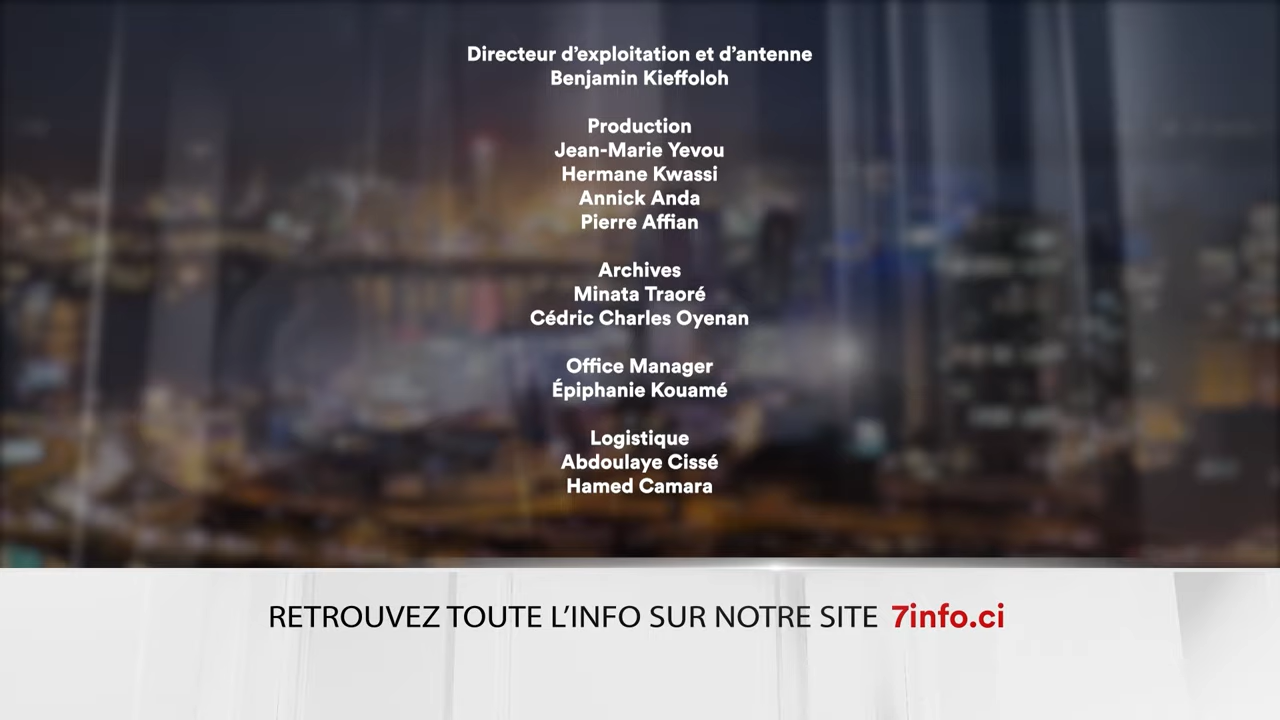 Directeur d’exploitation et d’antenne
Benjamin Kieffoloh
Production
Jean-Marie Yevou
Hermane Kwassi
Annick Anda
Pierre Affian
Archives
Minata Traoré
Cédric Charles Oyenan
Office Manager
Épiphanie Kouamé
Logistique
Abdoulaye Cissé
Hamed Camara
RETROUVEZ TOUTE L’INFO SUR NOTRE SITE 7info.ci